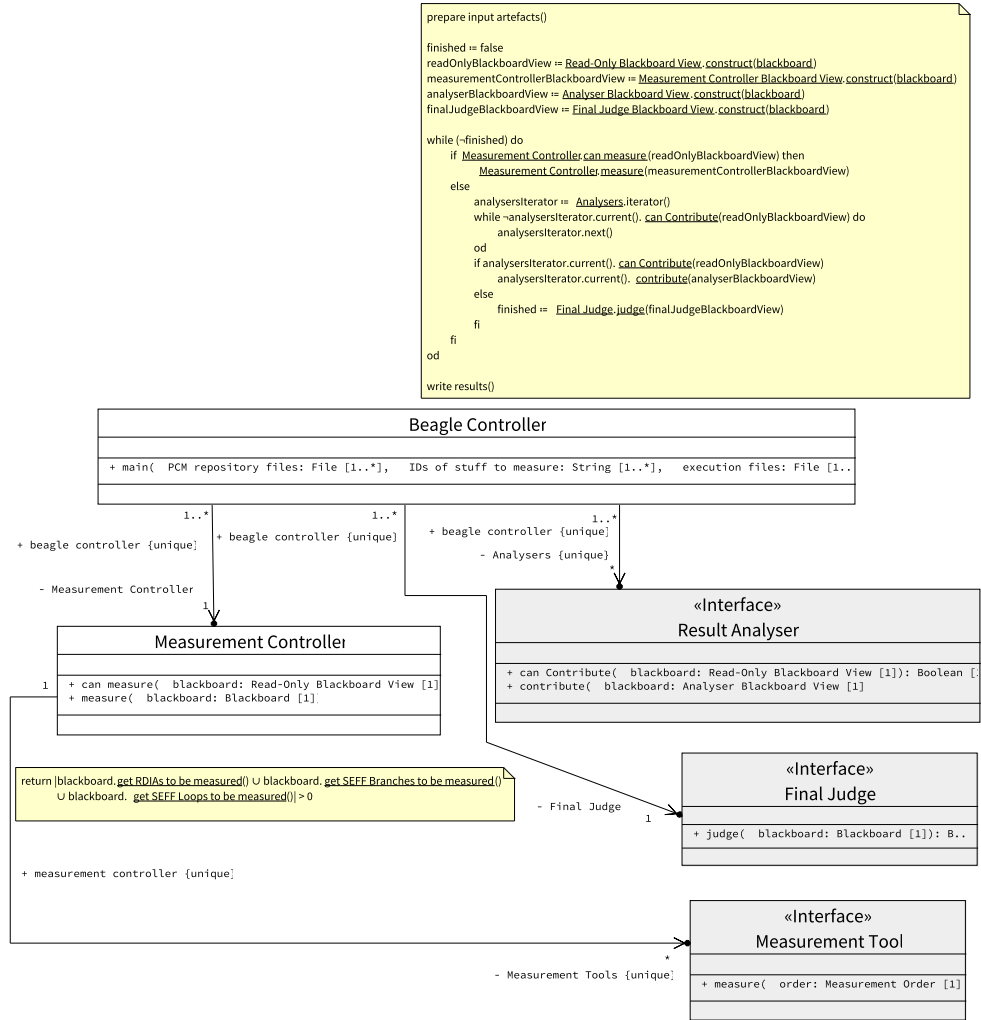 prepare input artefacts()
finished ≔ false
readOnlyBlackboardView ≔ Read-Only Blackboard View.construct(blackboard)
measurementControllerBlackboardView ≔ Measurement Controller Blackboard View.construct(blackboard)
analyserBlackboardView ≔ Analyser Blackboard View.construct(blackboard)
finalJudgeBlackboardView ≔ Final Judge Blackboard View.construct(blackboard)
while (¬finished) do
if Measurement Controller.can measure(readOnlyBlackboardView) then
Measurement Controller.measure(measurementControllerBlackboardView)
else
analysersIterator ≔ Analysers.iterator()
while ¬analysersIterator.current(). can Contribute(readOnlyBlackboardView) do
analysersIterator.next()
od
if analysersIterator.current(). can Contribute(readOnlyBlackboardView)
analysersIterator.current(). contribute(analyserBlackboardView)
else
finished ≔ Final Judge.judge(finalJudgeBlackboardView)
fi
fi
od
write results()
Beagle Controller
+ main( PCM repository files: File [1..*], IDs of stuff to measure: String [1..*], execution files: File [1..
1..* 1..* 1..*
+ beagle controller {unique} + beagle controller {unique} + beagle controller {unique}
- Analysers {unique}
*
- Measurement Controller
1
«Interface»
Result Analyser
+ can Contribute( blackboard: Read-Only Blackboard View [1]): Boolean [
+ contribute( blackboard: Analyser Blackboard View [1]
Measurement Controller
+ can measure( blackboard: Read-Only Blackboard View [1]
+ measure( blackboard: Blackboard [1]
1
return |blackboard.get RDIAs to be measured() ∪ blackboard. get SEFF Branches to be measured()
∪ blackboard. get SEFF Loops to be measured()| > 0
«Interface»
Final Judge
+ judge( blackboard: Blackboard [1]): B..
- Final Judge
1
+ measurement controller {unique}
«Interface»
Measurement Tool
+ measure( order: Measurement Order [1]
*
- Measurement Tools {unique}